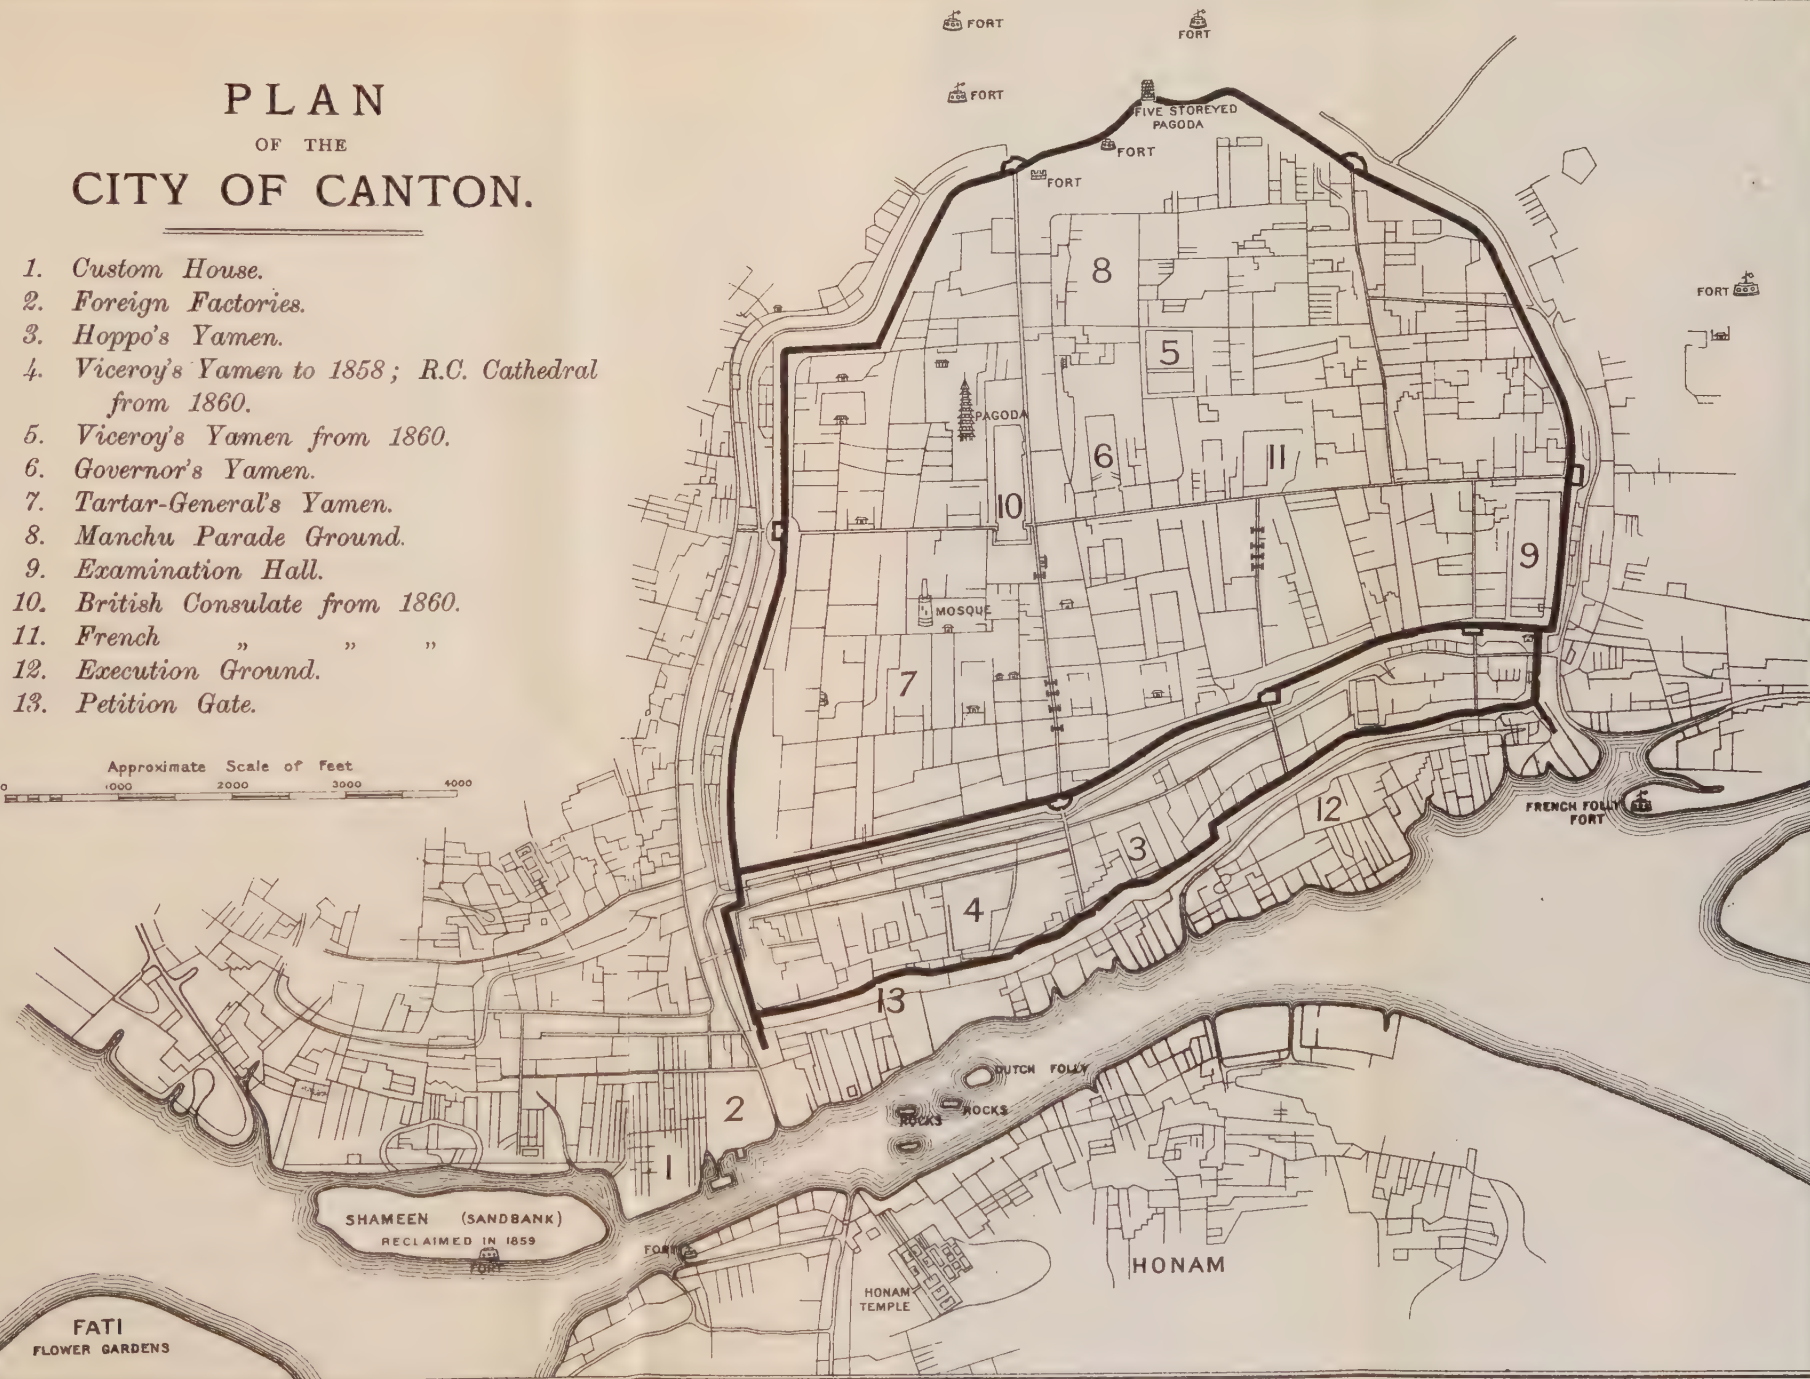 PLAN
OF THE
CITY OF CANTON.
1. Custom House.
2. Foreign Factories.
3. Hoppo's Yamen.
4. Viceroy's Yamen to 1858; R.C. Cathedral
from 1860.
5. Viceroy's Yamen from 1860.
6. Governor's Yamen.
7. Tartar-General's Yamen.
8. Manchu Parade Ground.
9. Examination Hall.
10. British Consulate from 1860.
11. French „ „ „
12. Execution Ground.
13. Petition Gate.
Approximate Scale of Feet
0 1000 2000 3000 4000
FORT
FORT
FORT
FIVE STOREYED
PAGODA
FORT
FORT
8
FORT
5
PAGODA
6
11
10
9
MOSQUE
7
12
FRENCH FOLLY
FORT
3
4
13
DUTCH FOLLY
ROCKS
ROCKS
2
1
SHAMEEN (SANDBANK)
RECLAIMED IN 1859
FORT
FORT
HONAM
HONAM
TEMPLE
FATI
FLOWER GARDENS